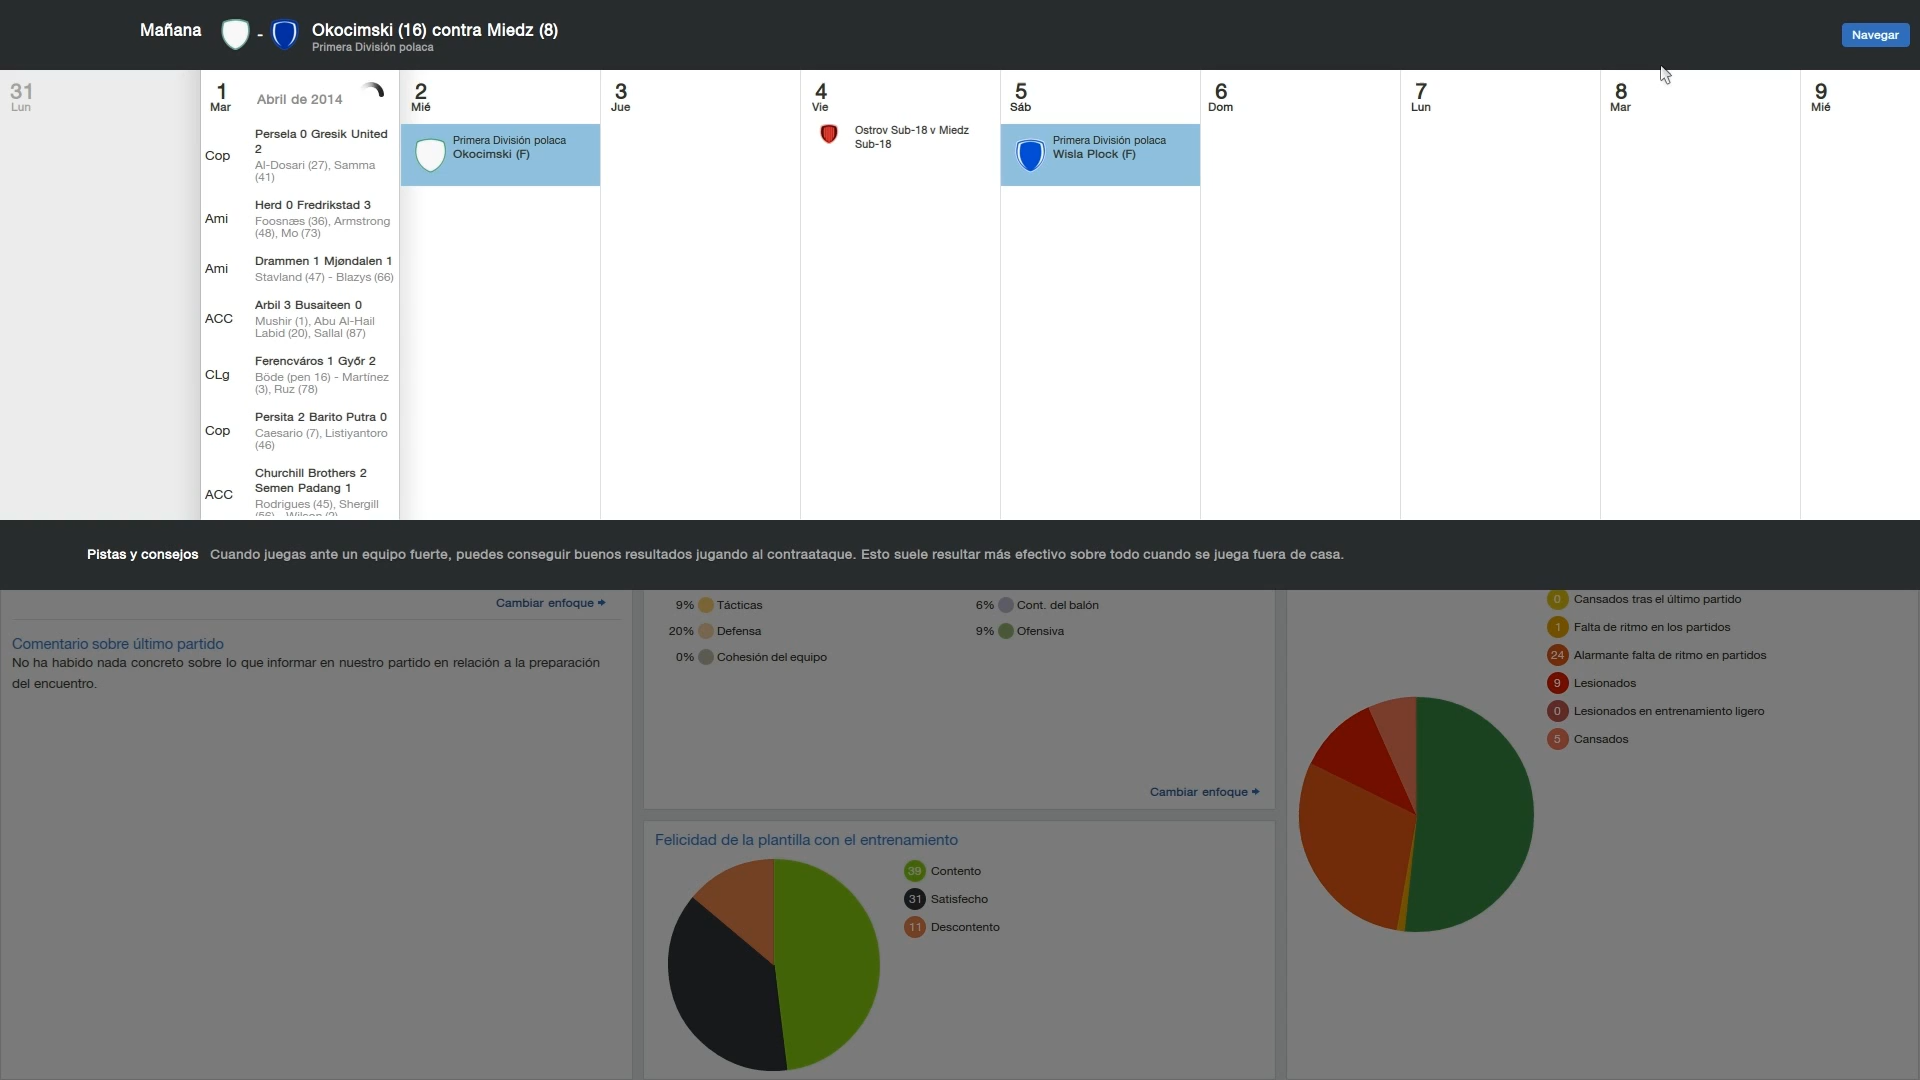 Mañana
-
Okocimski (16) contra Miedz (8)
Primera División polaca
Navegar
31
Lun
1
Mar
Abril de 2014
2
Mié
3
Jue
4
Vie
5
Sáb
6
Dom
7
Lun
8
Mar
9
Mié
Cop
Persela 0 Gresik United
2
Al-Dosari (27), Samma
(41)
Ami
Herd 0 Fredrikstad 3
Foosnæs (36), Armstrong
(48), Mo (73)
Ami
Drammen 1 Mjøndalen 1
Stavland (47) - Blazys (66)
ACC
Arbil 3 Busaiteen 0
Mushir (1), Abu Al-Hail
Labid (20), Sallal (87)
CLg
Ferencváros 1 Győr 2
Böde (pen 16) - Martínez
(3), Ruz (78)
Cop
Persita 2 Barito Putra 0
Caesario (7), Listiyantoro
(46)
ACC
Churchill Brothers 2
Semen Padang 1
Rodrigues (45), Shergill
Primera División polaca
Okocimski (F)
Ostrov Sub-18 v Miedz
Sub-18
Primera División polaca
Wisla Plock (F)
Pistas y consejos Cuando juegas ante un equipo fuerte, puedes conseguir buenos resultados jugando al contraataque. Esto suele resultar más efectivo sobre todo cuando se juega fuera de casa.
Cambiar enfoque
Comentario sobre último partido
No ha habido nada concreto sobre lo que informar en nuestro partido en relación a la preparación
del encuentro.
9% Tácticas
6% Cont. del balón
20% Defensa
9% Ofensiva
0% Cohesión del equipo
Cambiar enfoque
Felicidad de la plantilla con el entrenamiento
39 Contento
31 Satisfecho
11 Descontento
0 Cansados tras el último partido
1 Falta de ritmo en los partidos
24 Alarmante falta de ritmo en partidos
9 Lesionados
0 Lesionados en entrenamiento ligero
5 Cansados